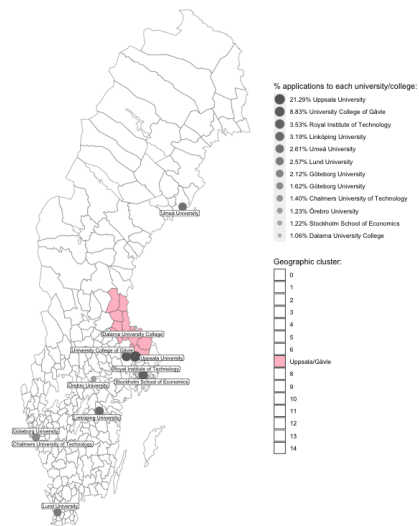 % applications to each university/college:
21.29% Uppsala University
8.83% University College of Gävle
3.53% Royal Institute of Technology
3.19% Linköping University
2.61% Umeå University
2.57% Lund University
2.12% Göteborg University
1.62% Göteborg University
1.40% Chalmers University of Technology
1.23% Örebro University
1.22% Stockholm School of Economics
1.06% Dalarna University College
Geographic cluster:
0
1
2
3
4
5
6
Uppsala/Gävle
8
9
10
11
12
13
14
Umeå University
Dalarna University College
University College of Gävle
Uppsala University
Royal Institute of Technology
Stockholm School of Economics
Örebro University
Linköping University
Göteborg University
Chalmers University of Technology
Lund University